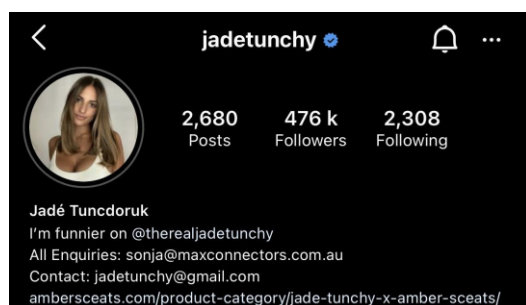 jadetunchy
2,680 476 k 2,308
Posts Followers Following
Jadé Tuncdoruk
I'm funnier on @therealjadetunchy
All Enquiries: sonja@maxconnectors.com.au
Contact: jadetunchy@gmail.com
ambersceats.com/product-category/jade-tunchy-x-amber-sceats/